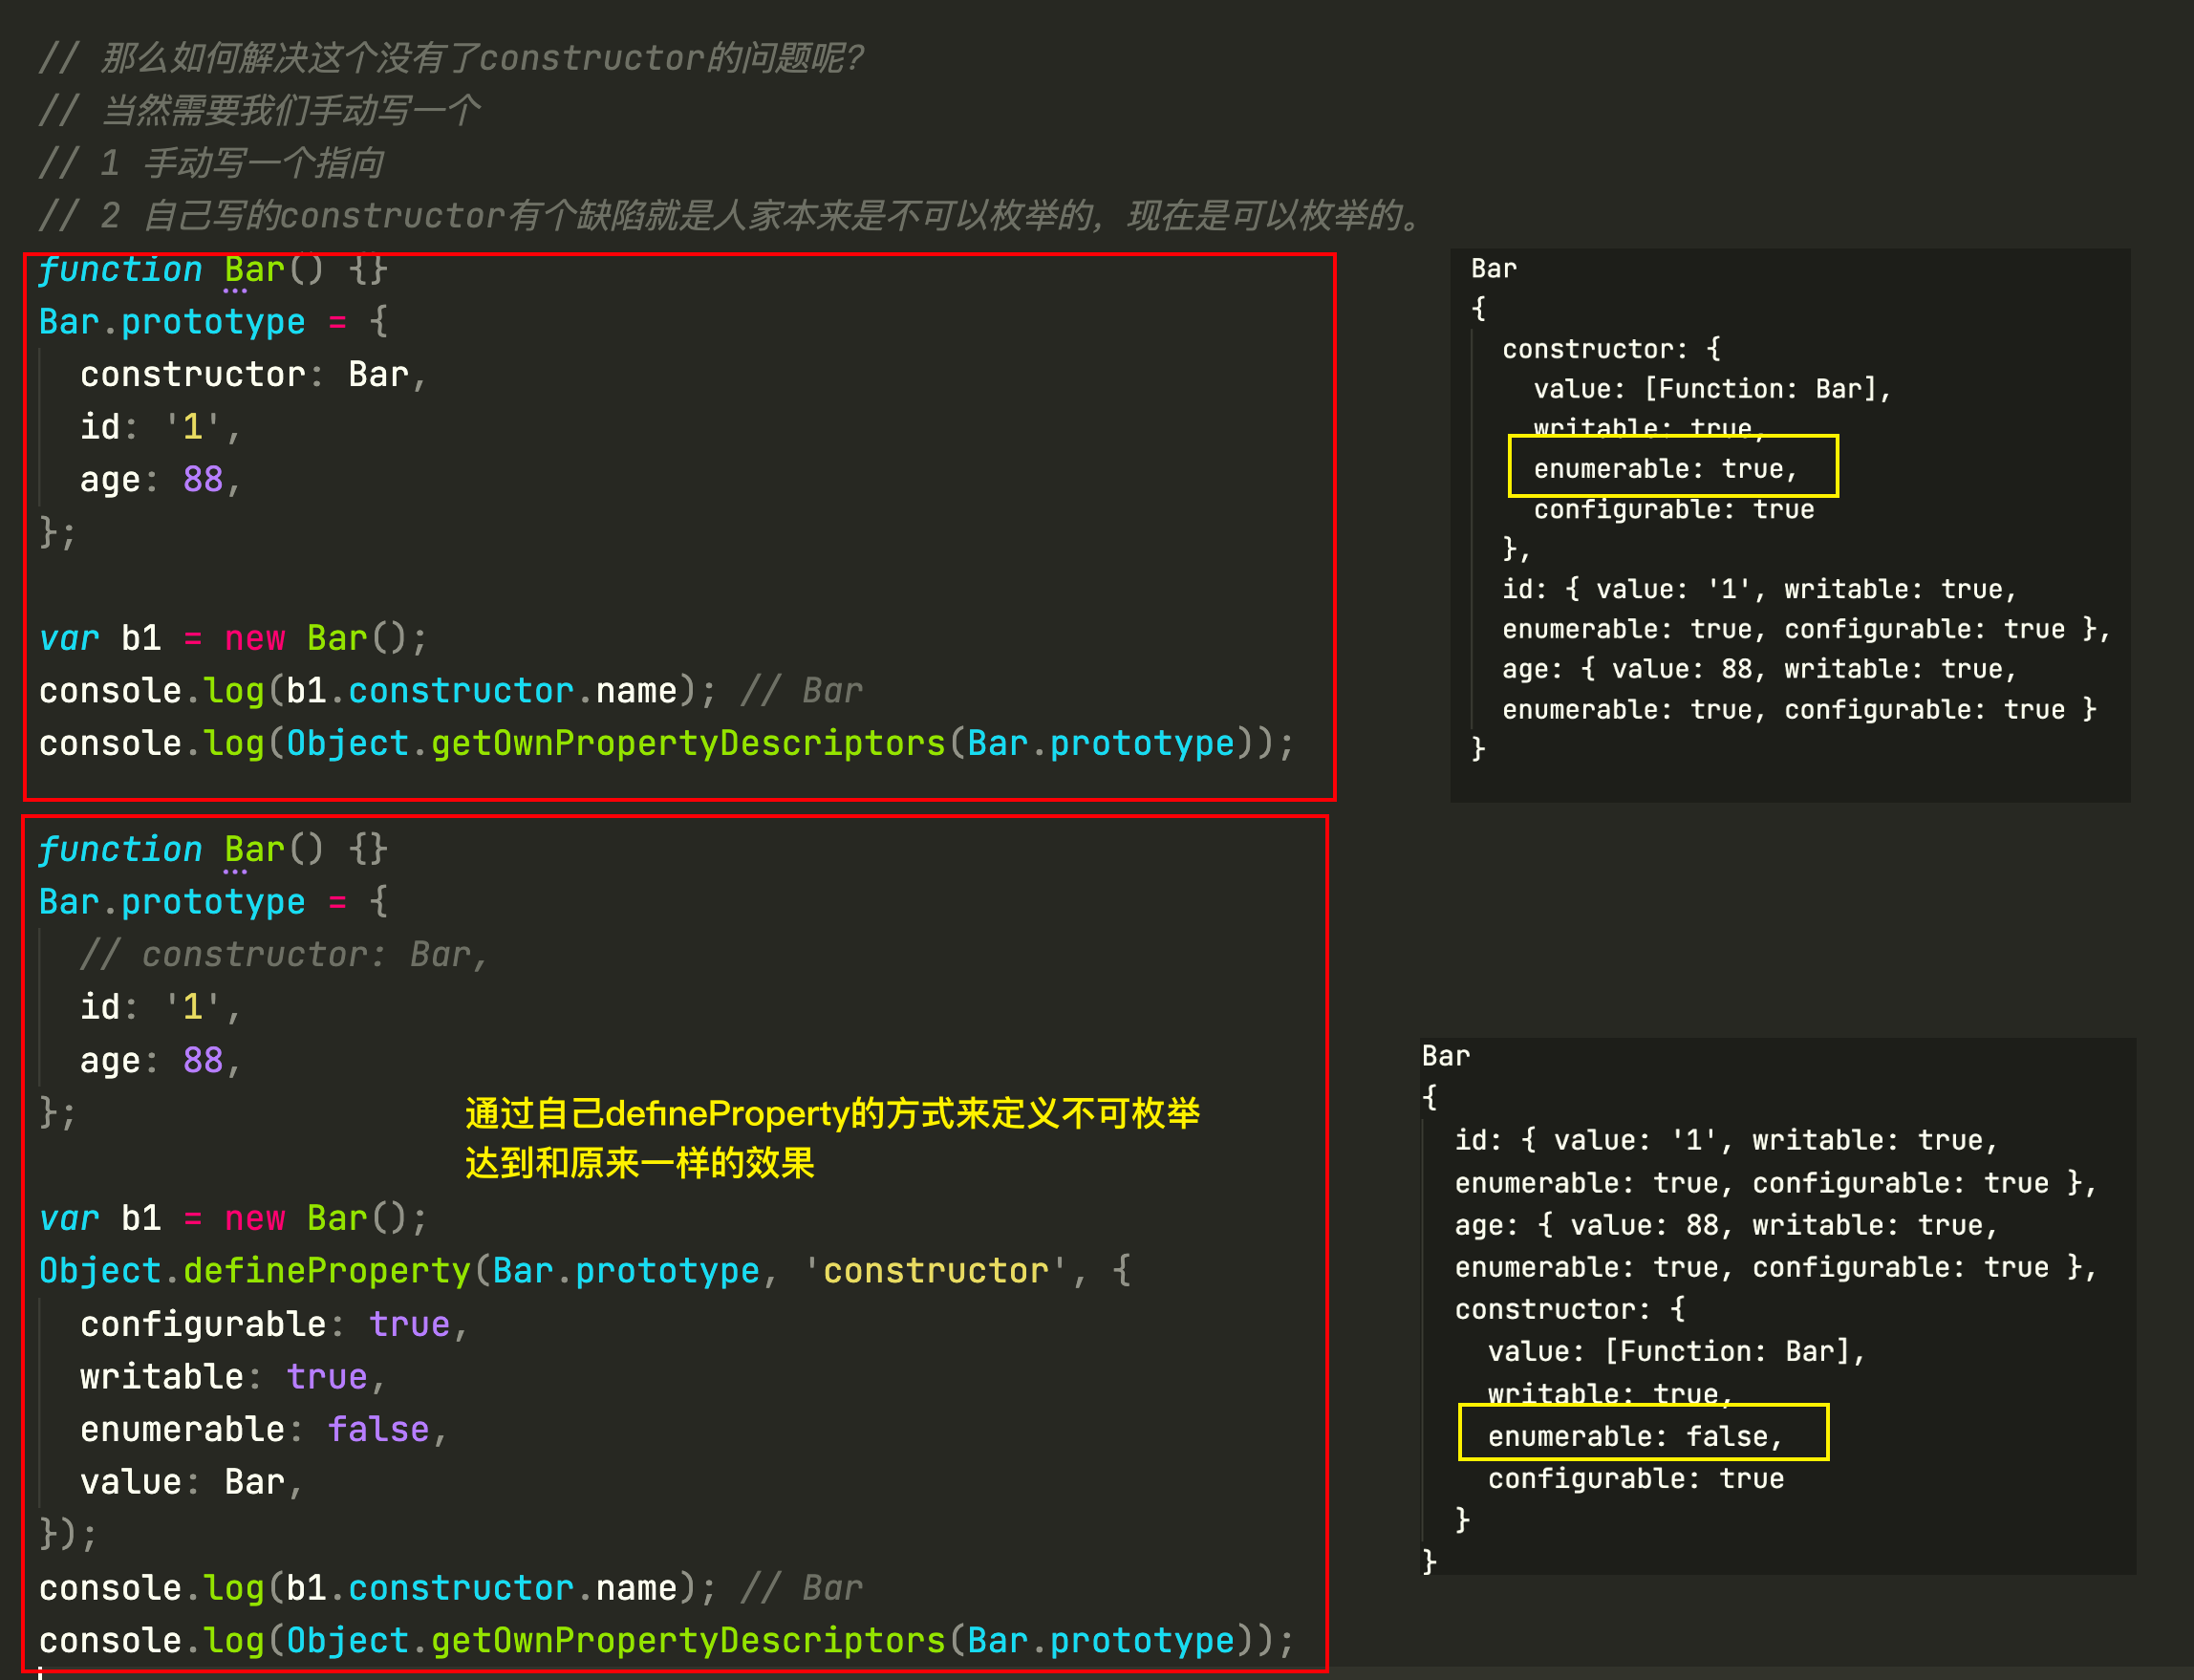 // 那么如何解决这个没有了constructor的问题呢?
// 当然需要我们手动写一个
// 1 手动写一个指向
// 2 自己写的constructor有个缺陷就是人家本来是不可以枚举的，现在是可以枚举的。
function Bar() {}
Bar.prototype = {
constructor: Bar,
id: '1',
age: 88,
};
var b1 = new Bar();
console.log(b1.constructor.name); // Bar
console.log(Object.getOwnPropertyDescriptors(Bar.prototype));
Bar
{
constructor: {
value: [Function: Bar],
writable: true,
enumerable: true,
configurable: true
},
id: { value: '1', writable: true,
enumerable: true, configurable: true },
age: { value: 88, writable: true,
enumerable: true, configurable: true }
}
function Bar() {}
Bar.prototype = {
// constructor: Bar,
id: '1',
age: 88,
};
通过自己defineProperty的方式来定义不可枚举
达到和原来一样的效果
var b1 = new Bar();
Object.defineProperty(Bar.prototype, 'constructor', {
configurable: true,
writable: true,
enumerable: false,
value: Bar,
});
console.log(b1.constructor.name); // Bar
console.log(Object.getOwnPropertyDescriptors(Bar.prototype));
Bar
{
id: { value: '1', writable: true,
enumerable: true, configurable: true },
age: { value: 88, writable: true,
enumerable: true, configurable: true },
constructor: {
value: [Function: Bar],
writable: true,
enumerable: false,
configurable: true
}
}